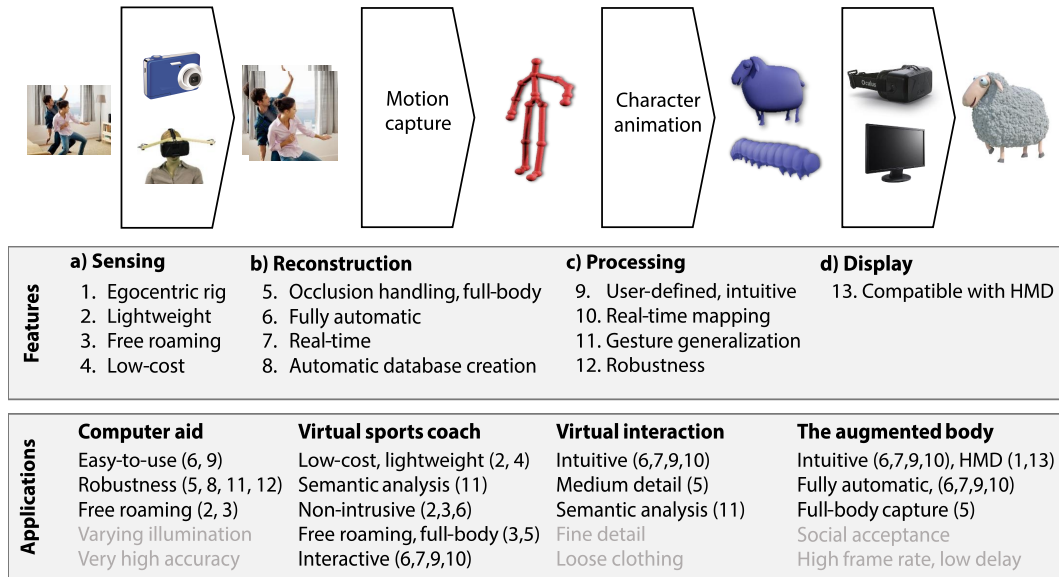 Motion
capture
Character
animation
Oculus
Features
a) Sensing
1. Egocentric rig
2. Lightweight
3. Free roaming
4. Low-cost
b) Reconstruction
5. Occlusion handling, full-body
6. Fully automatic
7. Real-time
8. Automatic database creation
c) Processing
9. User-defined, intuitive
10. Real-time mapping
11. Gesture generalization
12. Robustness
d) Display
13. Compatible with HMD
Applications
Computer aid
Easy-to-use (6, 9)
Robustness (5, 8, 11, 12)
Free roaming (2, 3)
Varying illumination
Very high accuracy
Virtual sports coach
Low-cost, lightweight (2, 4)
Semantic analysis (11)
Non-intrusive (2,3,6)
Free roaming, full-body (3,5)
Interactive (6,7,9,10)
Virtual interaction
Intuitive (6,7,9,10)
Medium detail (5)
Semantic analysis (11)
Fine detail
Loose clothing
The augmented body
Intuitive (6,7,9,10), HMD (1,13)
Fully automatic, (6,7,9,10)
Full-body capture (5)
Social acceptance
High frame rate, low delay